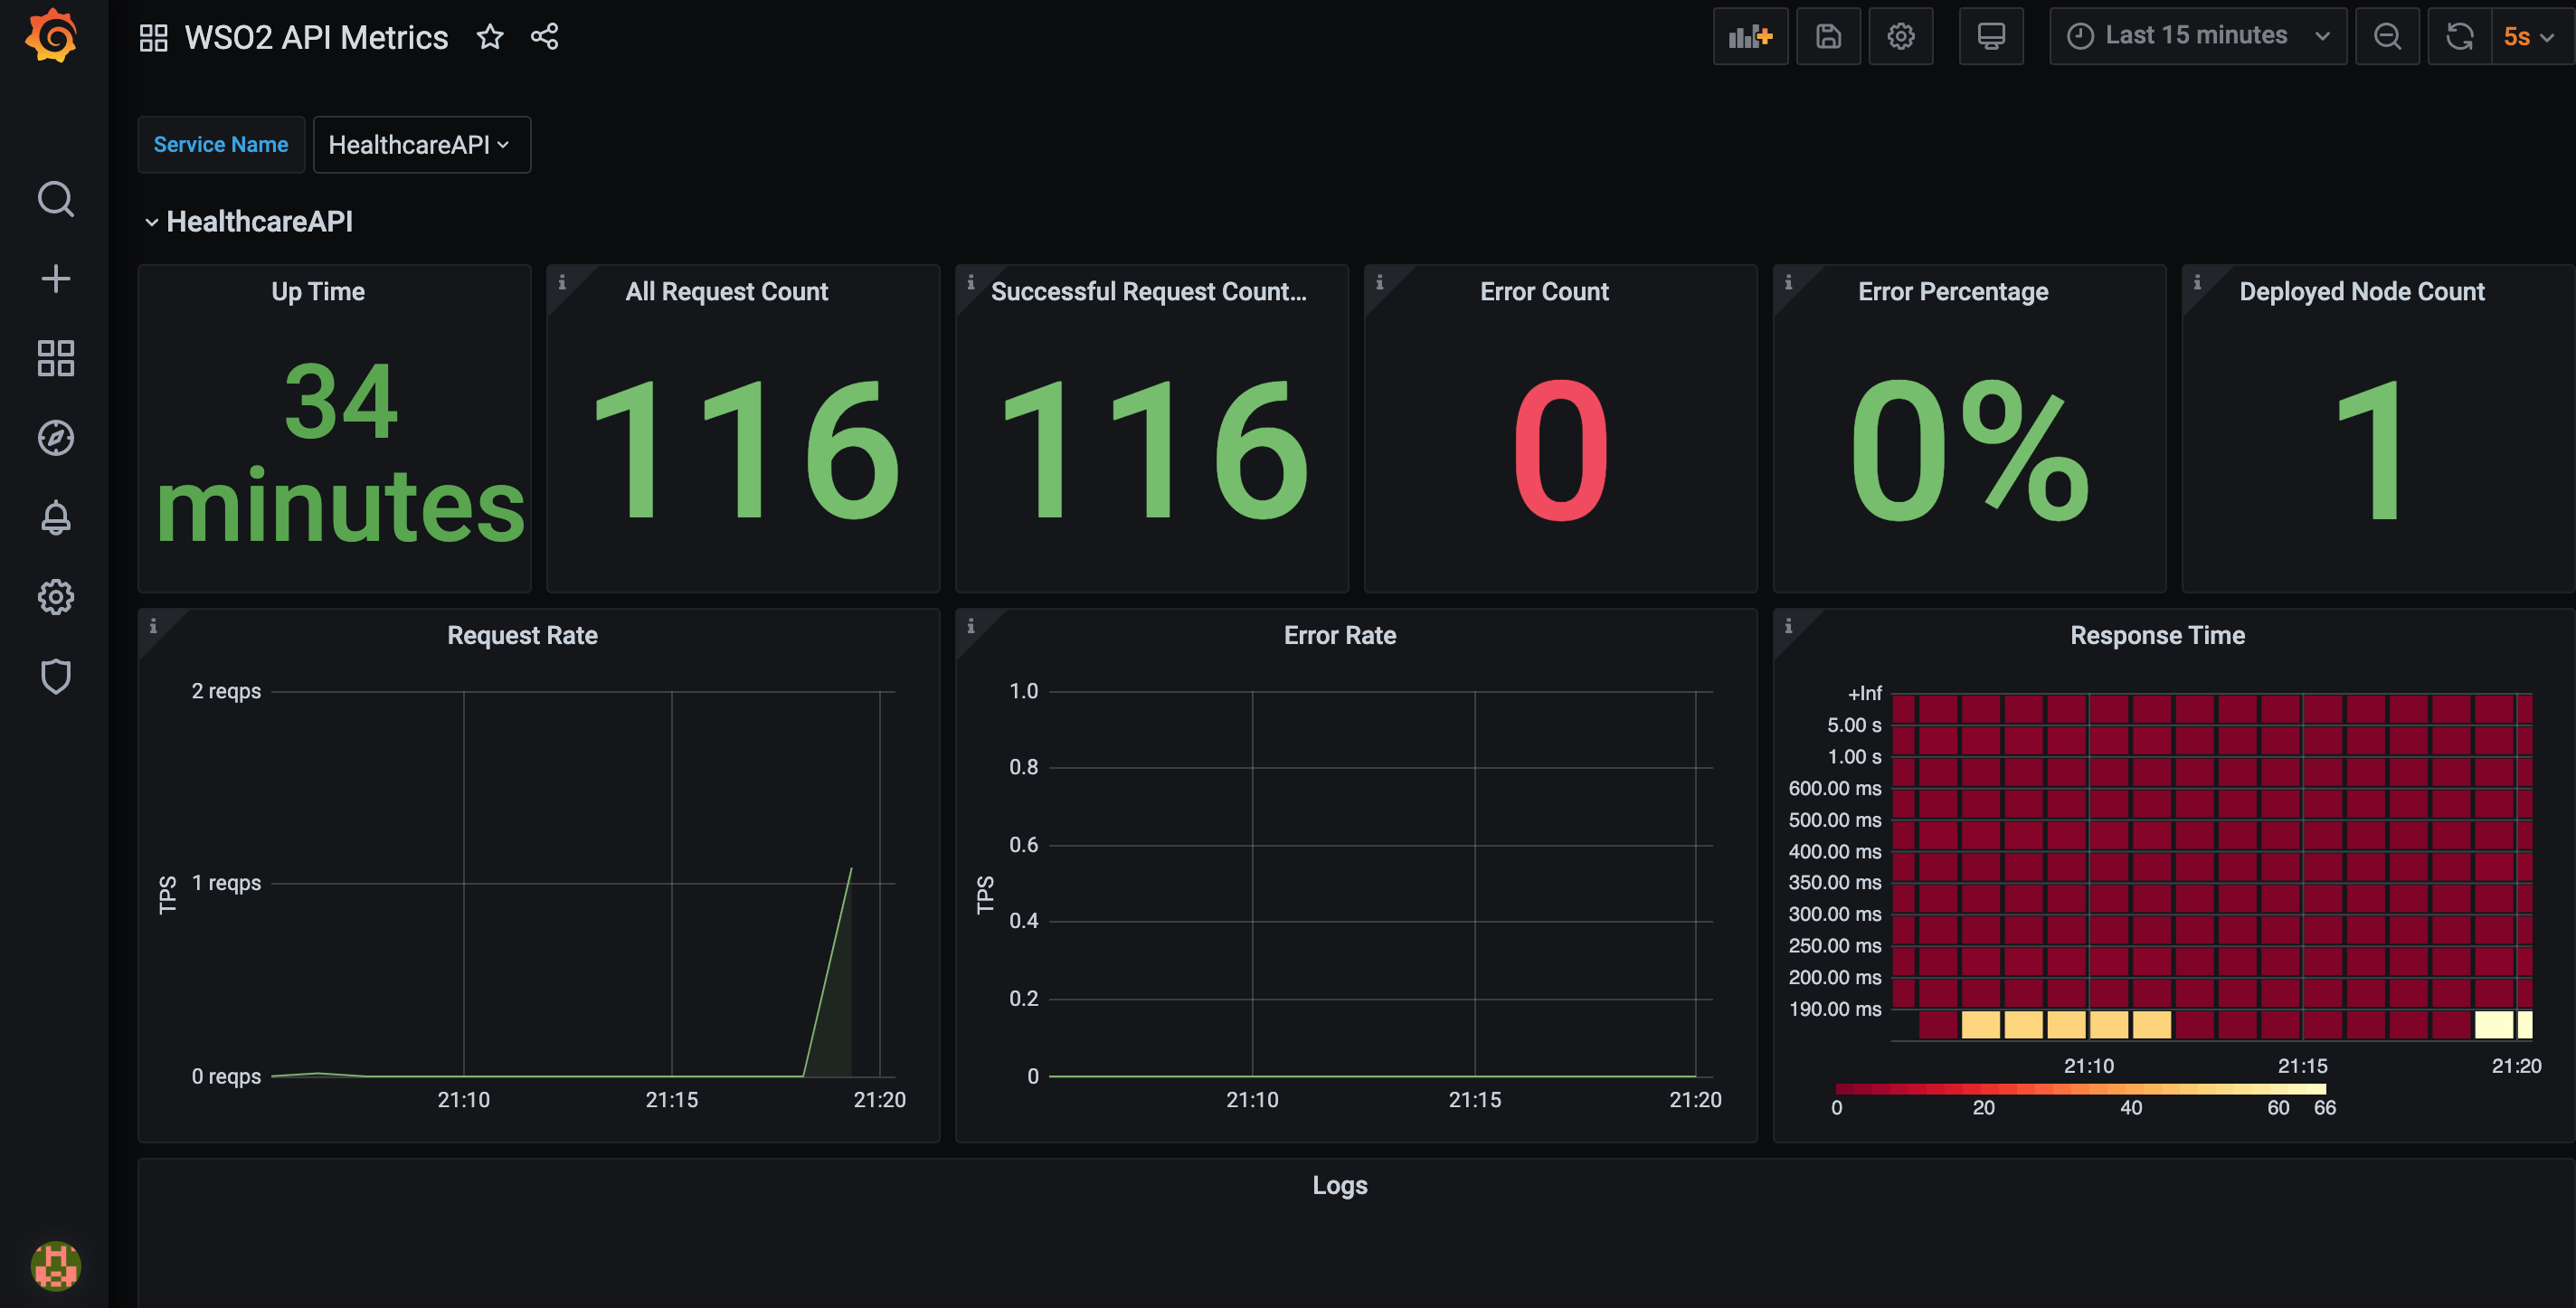 WSO2 API Metrics
Last 15 minutes
5s
Service Name
HealthcareAPI
HealthcareAPI
Up Time
34
minutes
All Request Count
116
Successful Request Count...
116
Error Count
0
Error Percentage
0%
Deployed Node Count
1
Request Rate
TPS
2 reqps
1 reqps
0 reqps
21:10
21:15
21:20
Error Rate
TPS
1.0
0.8
0.6
0.4
0.2
0
21:10
21:15
21:20
Response Time
+Inf
5.00 s
1.00 s
600.00 ms
500.00 ms
400.00 ms
350.00 ms
300.00 ms
250.00 ms
200.00 ms
190.00 ms
21:10
21:15
21:20
0
20
40
60
66
Logs